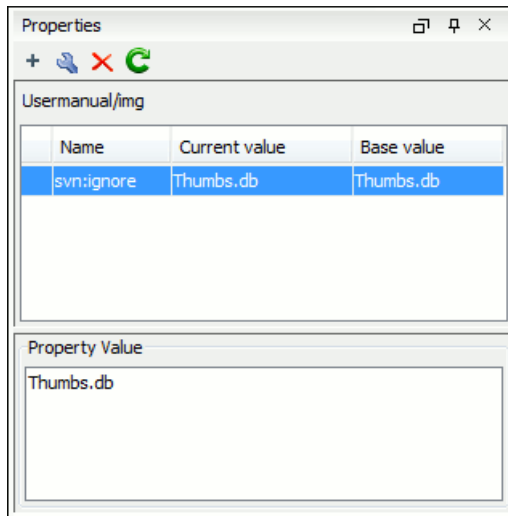 Properties
Usermanual/img
Name Current value Base value
svn:ignore Thumbs.db Thumbs.db
Property Value
Thumbs.db